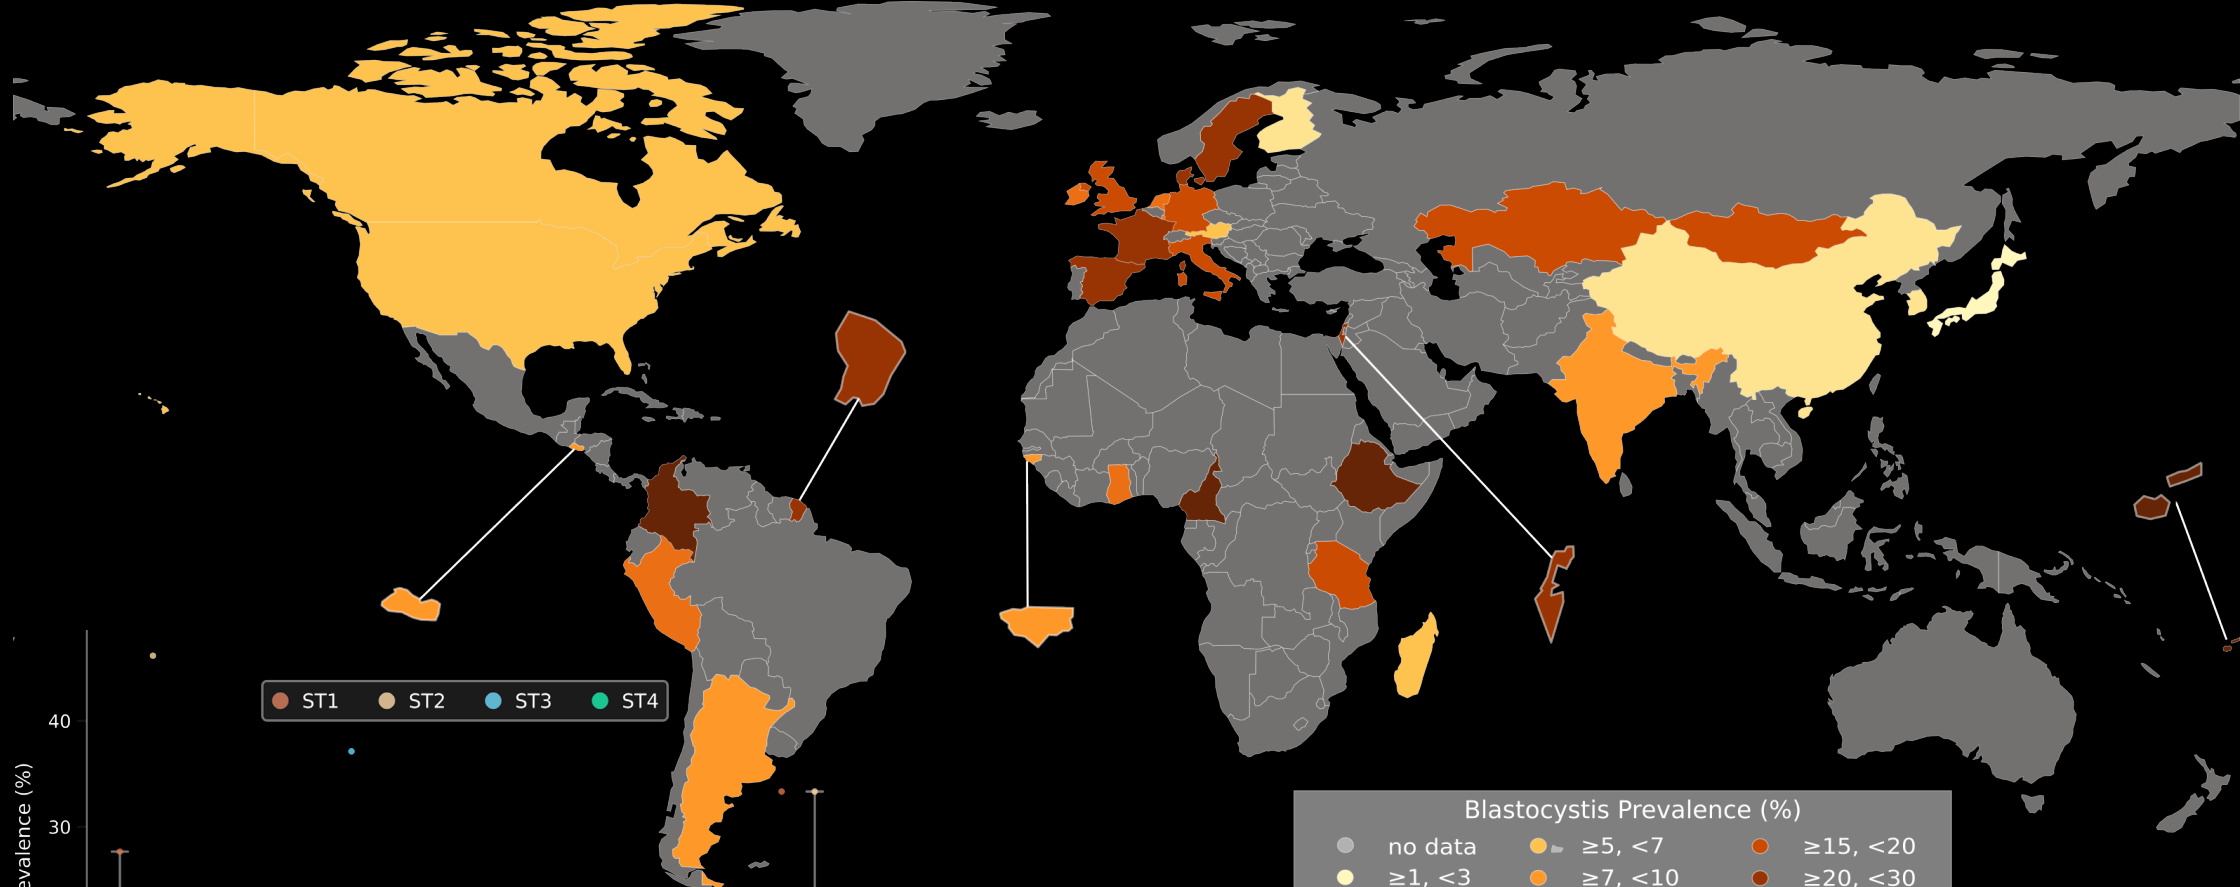 ST1 ST2 ST3 ST4
40
30
evalence (%)
Blastocystis Prevalence (%)
no data ≥5, <7 ≥15, <20
≥1, <3 ≥7, <10 ≥20, <30